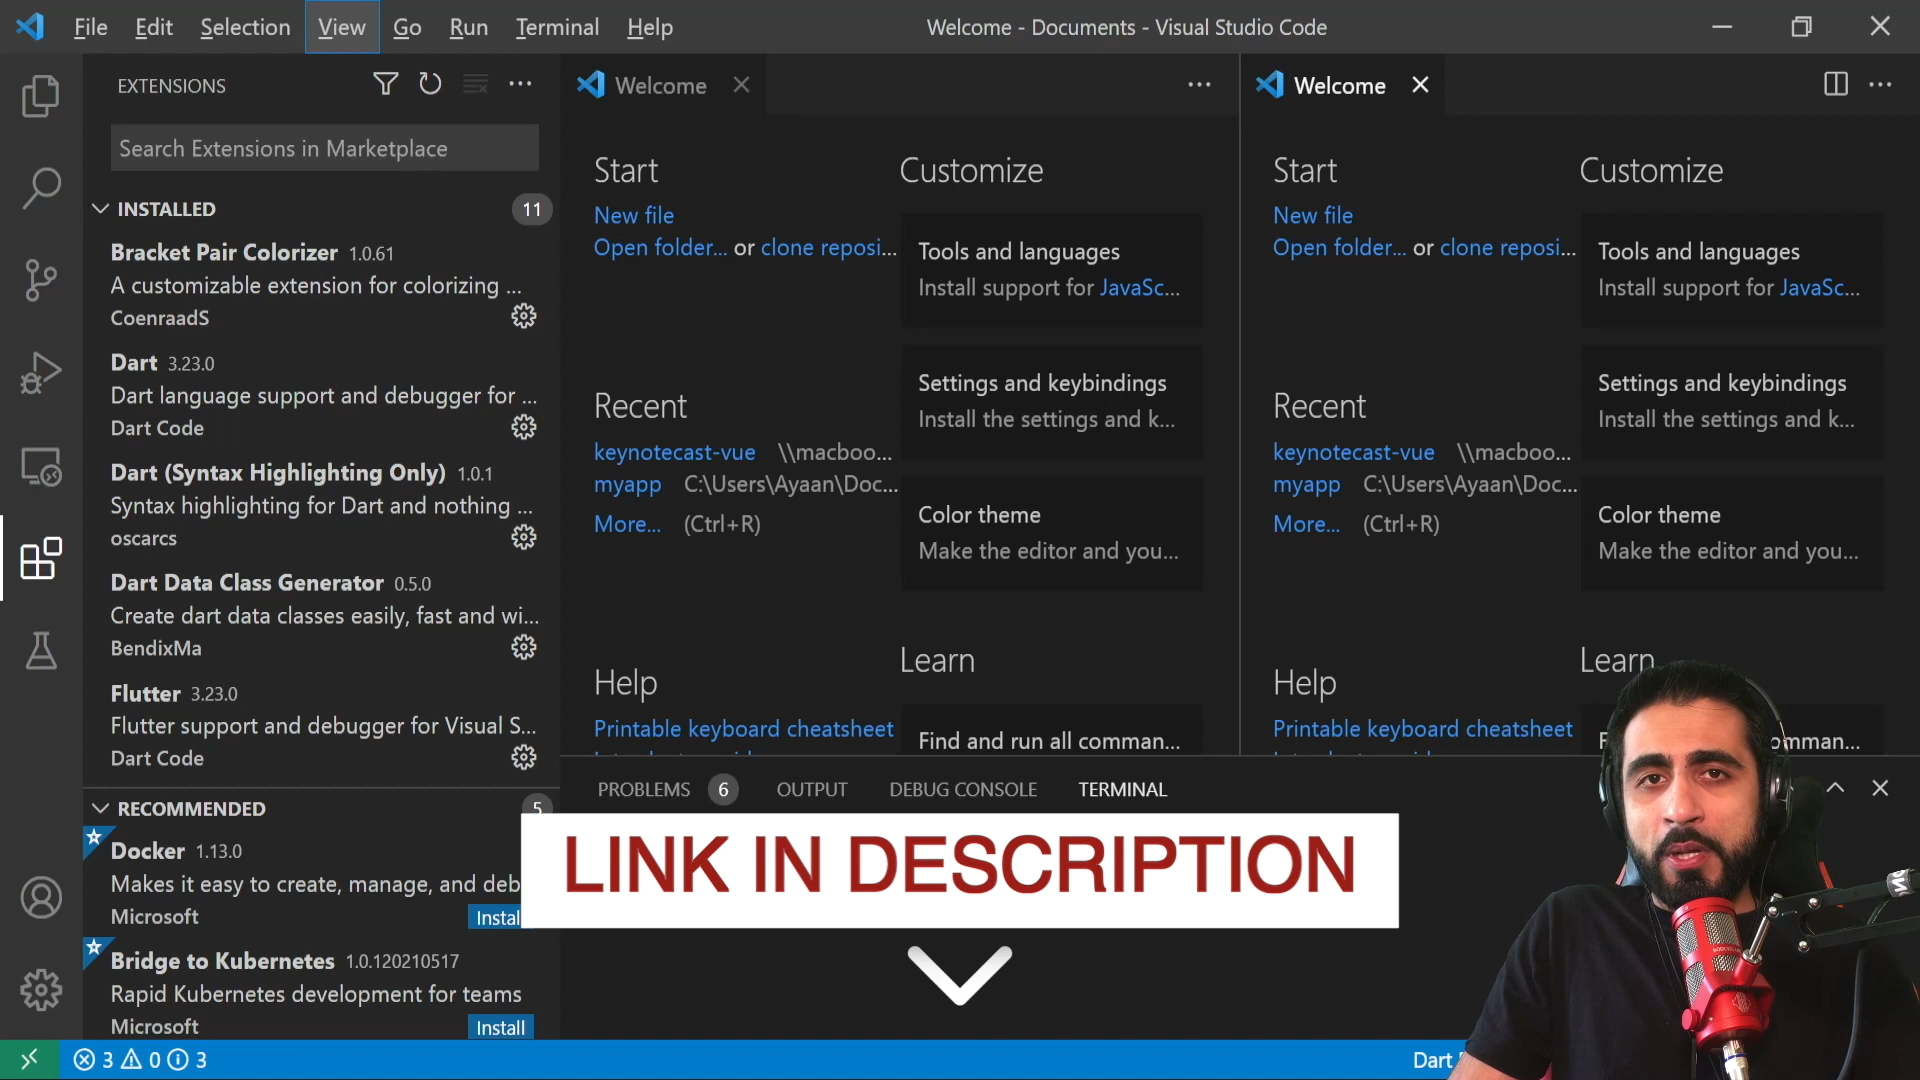 File Edit Selection View Go Run Terminal Help
Welcome - Documents - Visual Studio Code
EXTENSIONS
Search Extensions in Marketplace
INSTALLED 11
Bracket Pair Colorizer 1.0.61
A customizable extension for colorizing ...
CoenraadS
Dart 3.23.0
Dart language support and debugger for ...
Dart Code
Dart (Syntax Highlighting Only) 1.0.1
Syntax highlighting for Dart and nothing ...
oscarcs
Dart Data Class Generator 0.5.0
Create dart data classes easily, fast and wi...
BendixMa
Flutter 3.23.0
Flutter support and debugger for Visual S...
Dart Code
RECOMMENDED 5
Docker 1.13.0
Makes it easy to create, manage, and deb
Microsoft
Instal
Bridge to Kubernetes 1.0.120210517
Rapid Kubernetes development for teams
Microsoft
Install
Welcome
Start
New file
Open folder... or clone reposi...
Recent
keynotecast-vue \\macboo...
myapp C:\Users\Ayaan\Doc...
More... (Ctrl+R)
Help
Printable keyboard cheatsheet
Customize
Tools and languages
Install support for JavaSc...
Settings and keybindings
Install the settings and k...
Color theme
Make the editor and you...
Learn
Find and run all comman...
Welcome
Start
New file
Open folder... or clone reposi...
Recent
keynotecast-vue \\macboo...
myapp C:\Users\Ayaan\Doc...
More... (Ctrl+R)
Help
Printable keyboard cheatsheet
Customize
Tools and languages
Install support for JavaSc...
Settings and keybindings
Install the settings and k...
Color theme
Make the editor and you...
Learn
omman...
PROBLEMS 6 OUTPUT DEBUG CONSOLE TERMINAL
LINK IN DESCRIPTION
3 0 3
Dart